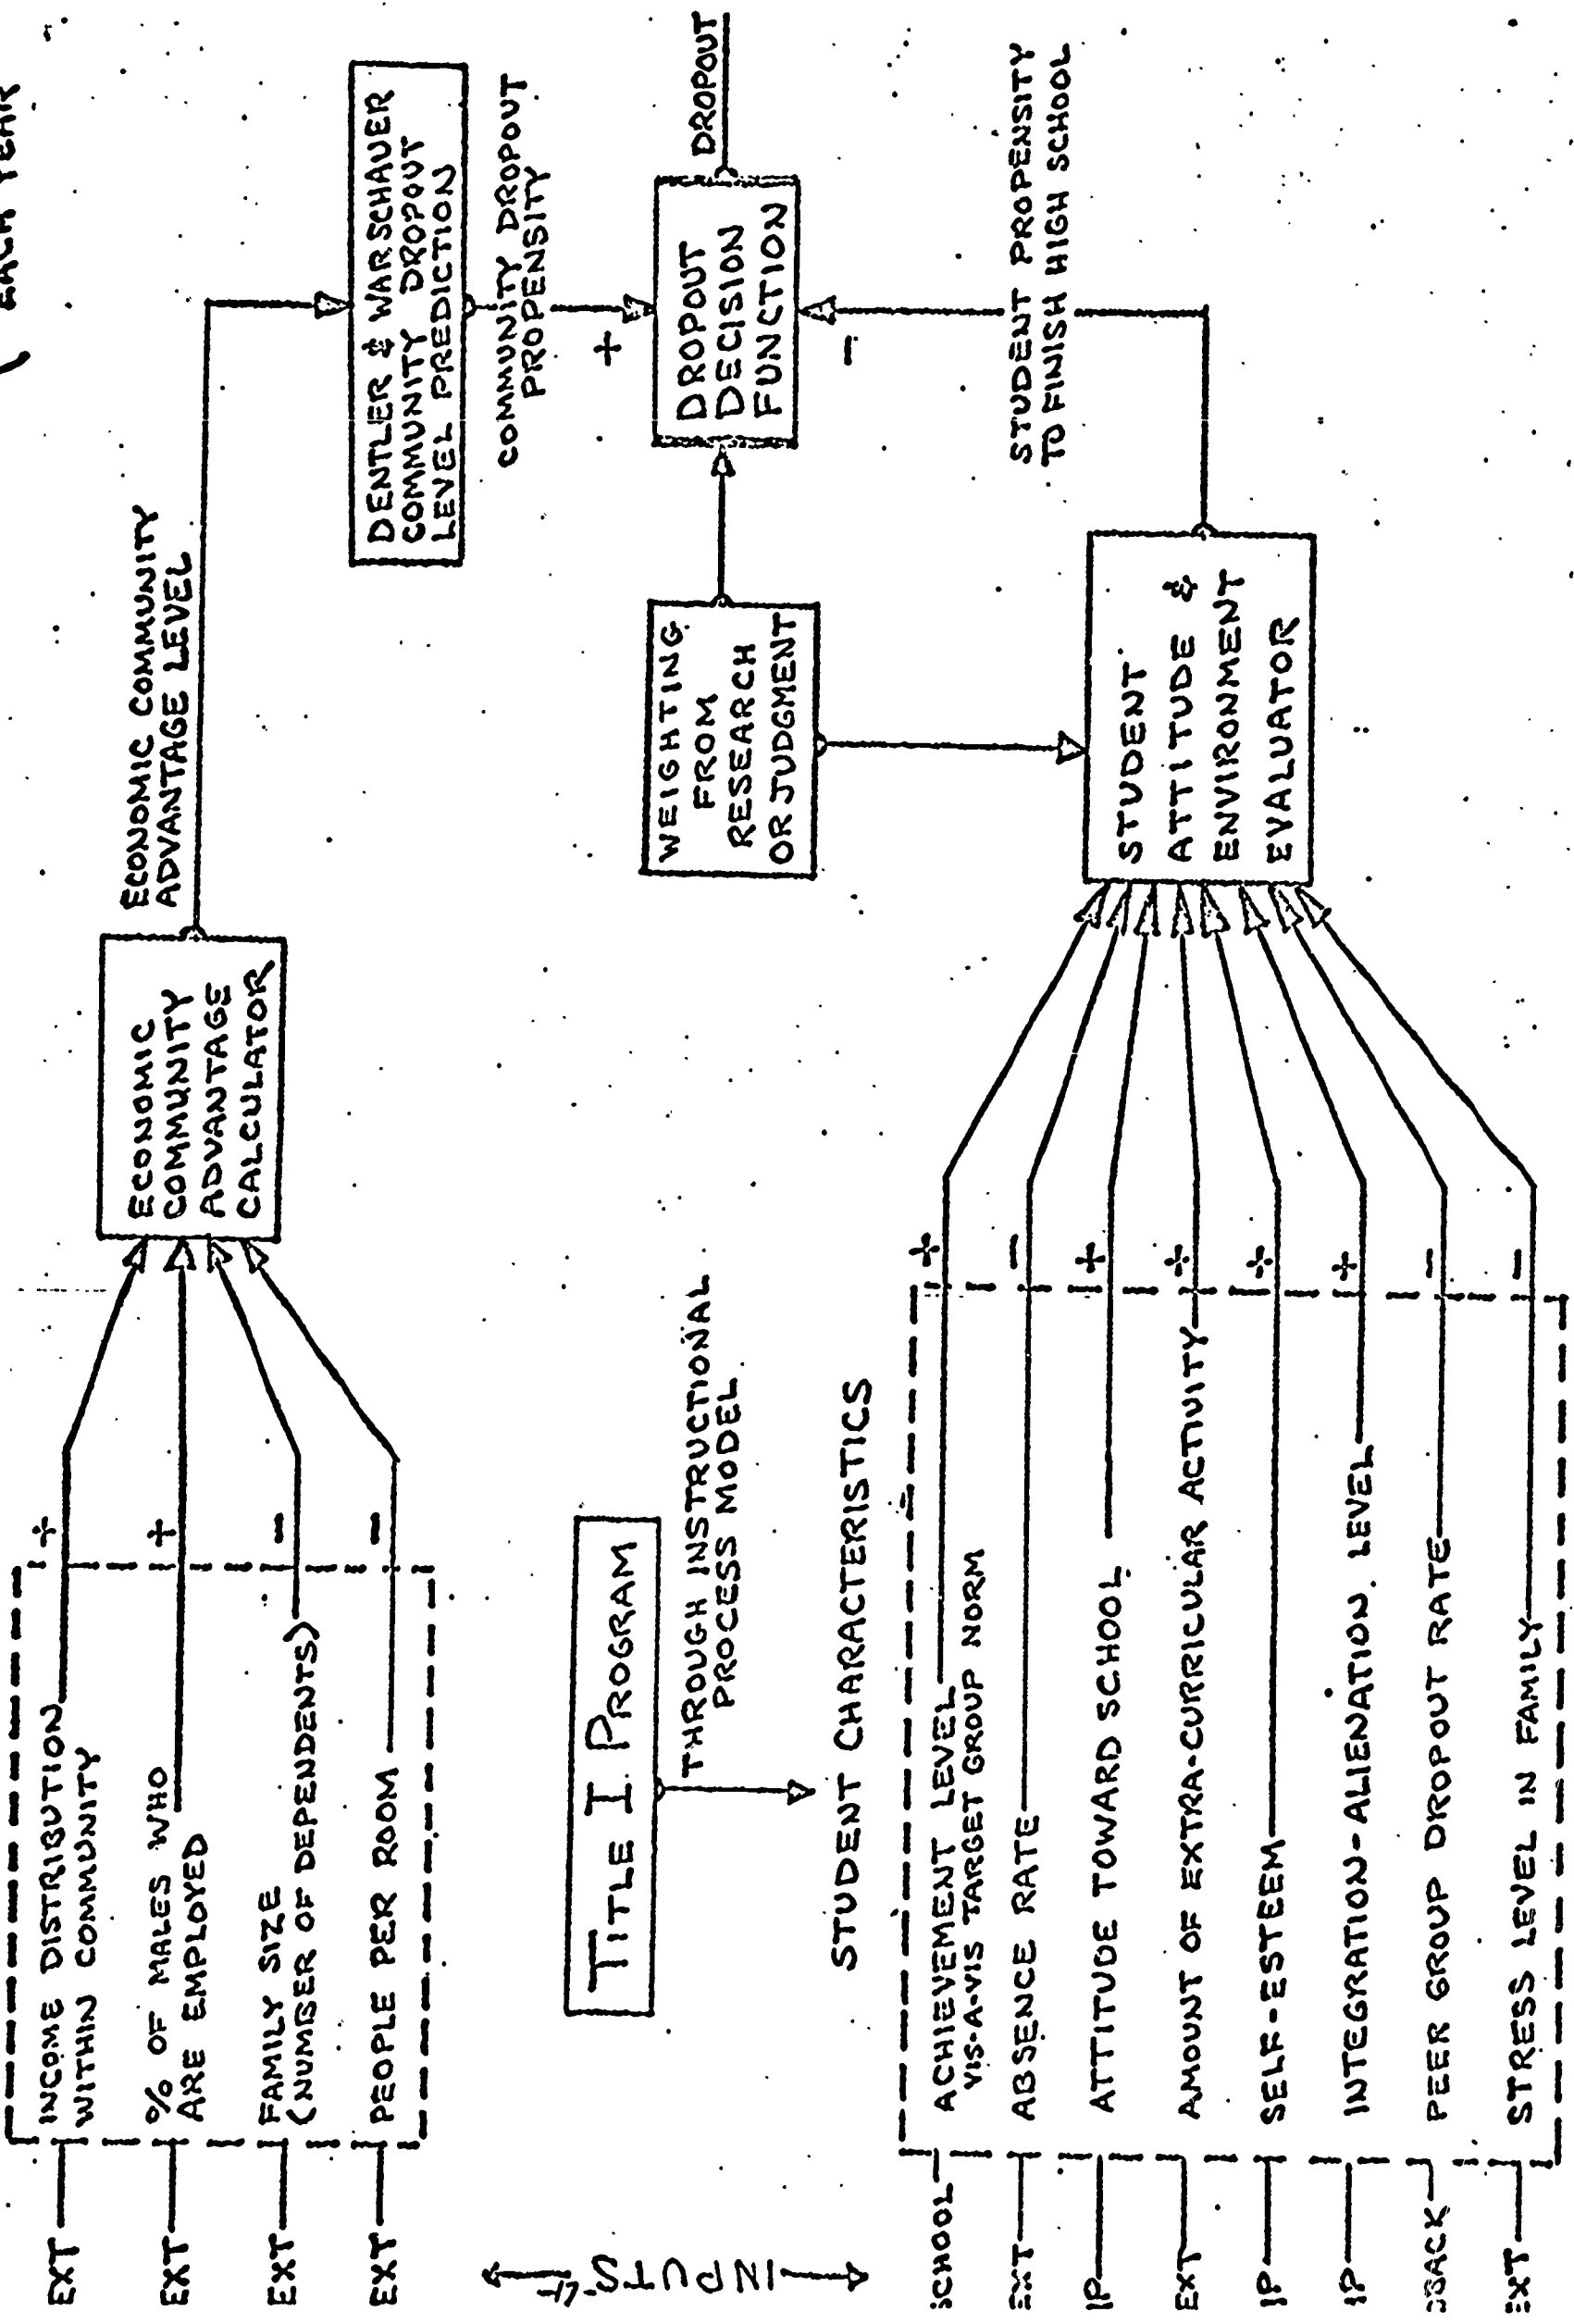 ( EACH YEAR
EXT
INCOME DISTRIBUTION
WITHIN COMMUNITY
+
EXT
% OF MALES WHO
ARE EMPLOYED
+
EXT
FAMILY SIZE
(NUMBER OF DEPENDENTS)
-
EXT
PEOPLE PER ROOM
-
ECONOMIC
COMMUNITY
ADVANTAGE
CALCULATOR
ECONOMIC COMMUNITY
ADVANTAGE LEVEL
DENTLER & WARSCHAUER
COMMUNITY DROPOUT
LEVEL PREDICTION
COMMUNITY DROPOUT
PROPENSITY
+
DROPOUT
DECISION
FUNCTION
DROPOUT
-
STUDENT PROPENSITY
TO FINISH HIGH SCHOOL
WEIGHTING
FROM
RESEARCH
OR JUDGMENT
STUDENT
ATTITUDE &
ENVIRONMENT
EVALUATOR
INPUTS
TITLE I PROGRAM
THROUGH INSTRUCTIONAL
PROCESS MODEL
STUDENT CHARACTERISTICS
CHOOL
ACHIEVEMENT LEVEL
VIS-A-VIS TARGET GROUP NORM
+
EXT
ABSENCE RATE
-
IP
ATTITUDE TOWARD SCHOOL
+
EXT
AMOUNT OF EXTRA-CURRICULAR ACTIVITY
+
IP
SELF-ESTEEM
+
IP
INTEGRATION-ALIENATION LEVEL
+
BACK
PEER GROUP DROPOUT RATE
-
EXT
STRESS LEVEL IN FAMILY
-